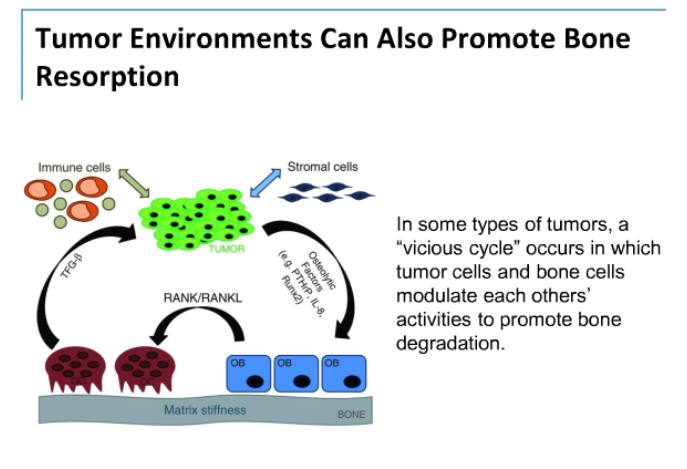 Tumor Environments Can Also Promote Bone
Resorption
Immune cells
Stromal cells
TUMOR
TFG-β
Osteolytic
Factors
(e.g. PTHrP, IL-8,
Runx2)
RANK/RANKL
OB
OB
OB
Matrix stiffness
BONE
In some types of tumors, a
“vicious cycle” occurs in which
tumor cells and bone cells
modulate each others’
activities to promote bone
degradation.